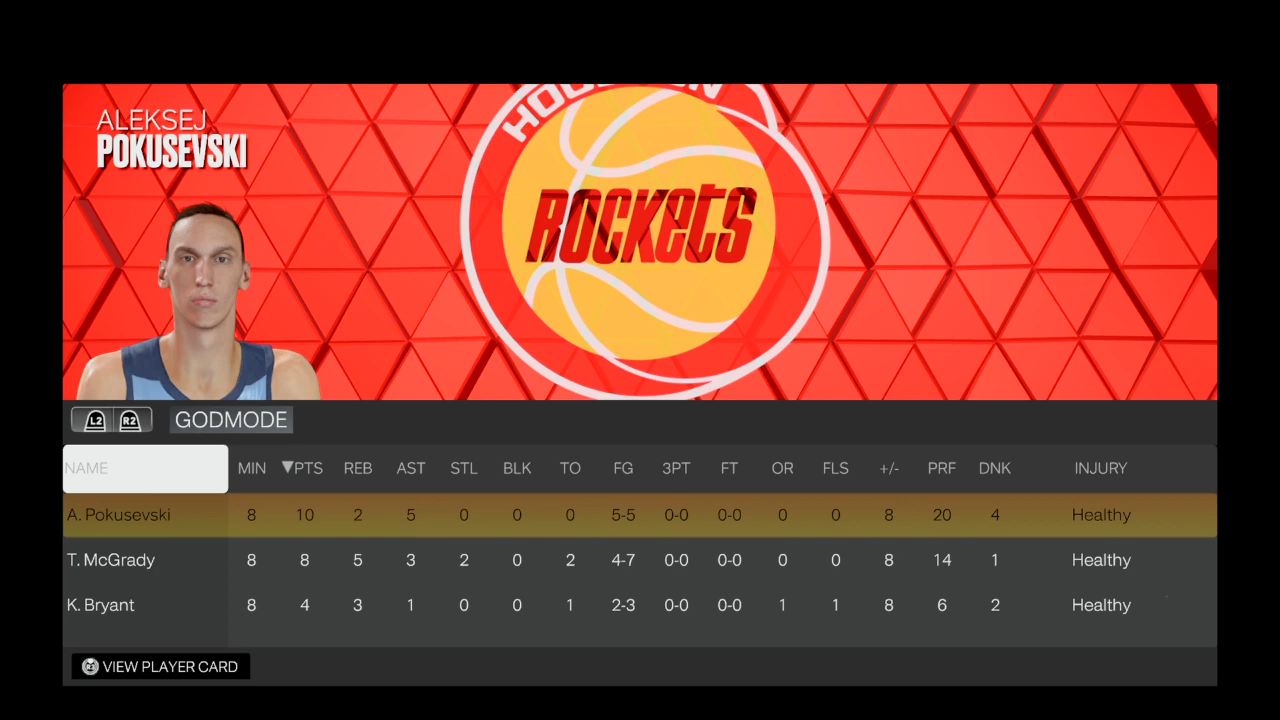 ALEKSEJ
POKUSEVSKI
ROCKETS
L2 R2 GODMODE
NAME MIN ▼PTS REB AST STL BLK TO FG 3PT FT OR FLS +/- PRF DNK INJURY
A. Pokusevski 8 10 2 5 0 0 0 5-5 0-0 0-0 0 0 8 20 4 Healthy
T. McGrady 8 8 5 3 2 0 2 4-7 0-0 0-0 0 0 8 14 1 Healthy
K. Bryant 8 4 3 1 0 0 1 2-3 0-0 0-0 1 1 8 6 2 Healthy
VIEW PLAYER CARD